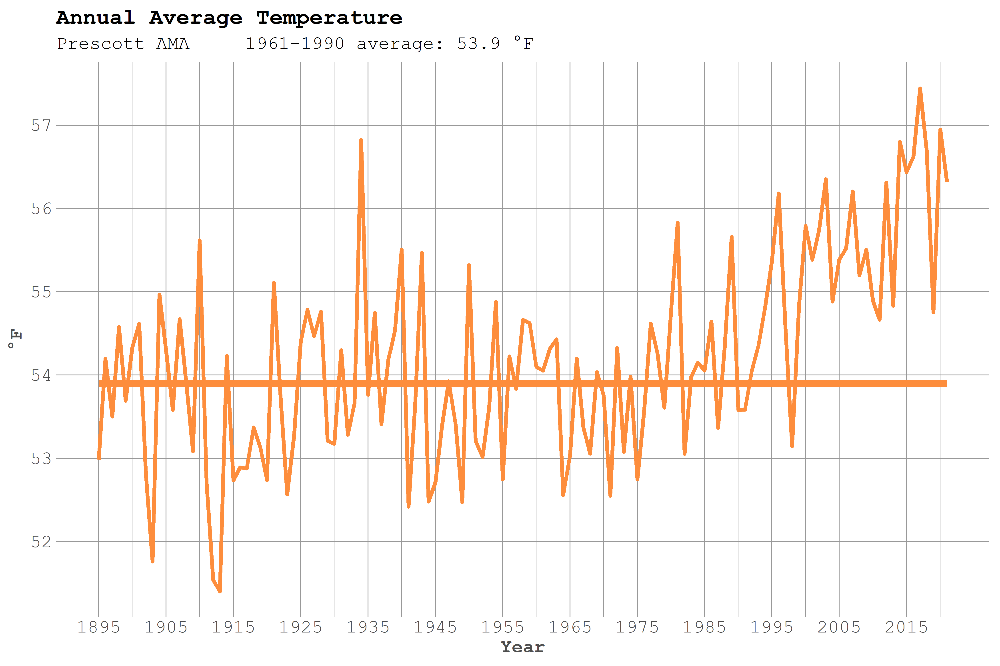 Annual Average Temperature
Prescott AMA 1961-1990 average: 53.9 °F
57
56
55
54
53
52
°F
1895 1905 1915 1925 1935 1945 1955 1965 1975 1985 1995 2005 2015
Year